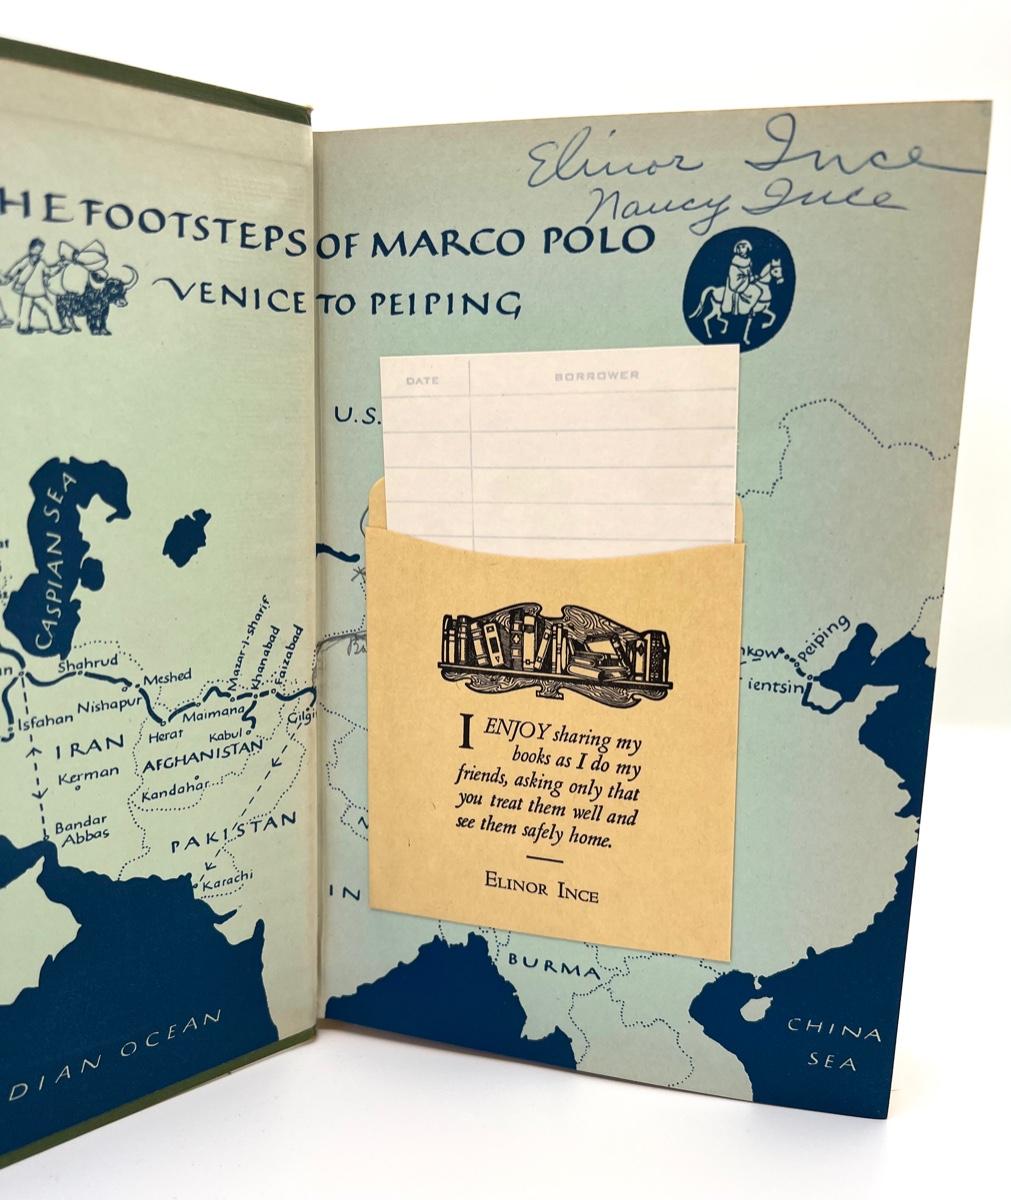 Elinor Ince
Nancy Ince
HE FOOTSTEPS OF MARCO POLO
VENICE TO PEIPING
DATE BORROWER
U.S.
CASPIAN SEA
Shahrud
Meshed
Nishapur
Isfahan
Mazar-i-sharif
Khanabad
Faizabad
Maimana
Herat
Kabul
Gilgi
IRAN
AFGHANISTAN
Kerman
Kandahar
Bandar
Abbas
PAKISTAN
Karachi
DIAN OCEAN
I ENJOY sharing my
books as I do my
friends, asking only that
you treat them well and
see them safely home.
ELINOR INCE
kow
Peiping
ientsin
IN
BURMA
CHINA
SEA